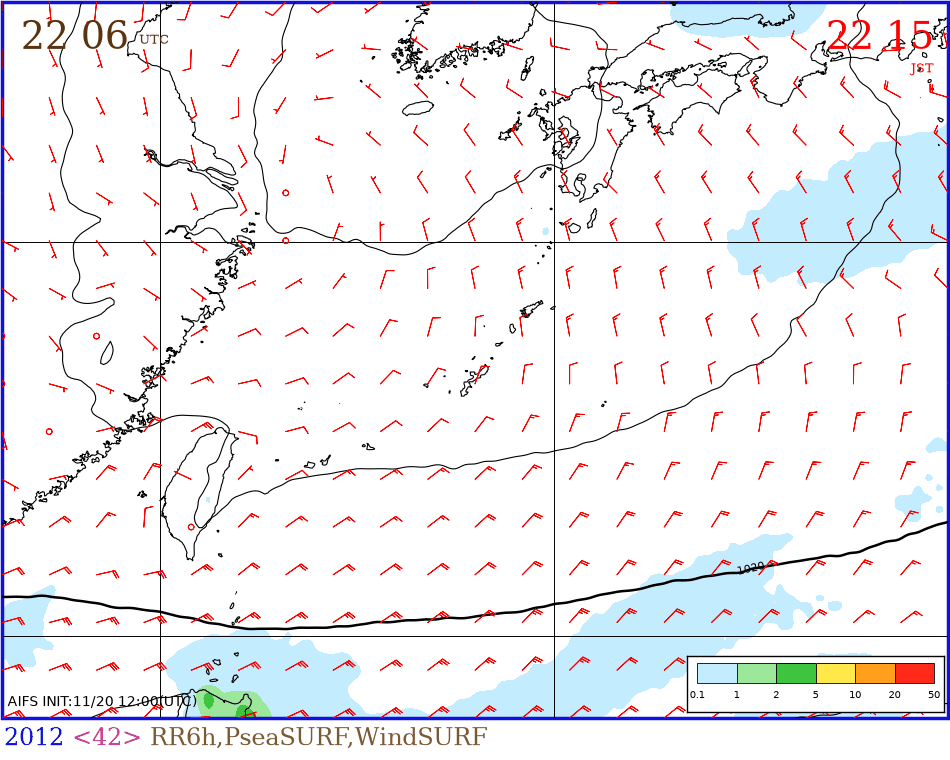 22 06 UTC
22 15
JST
1020
0.1 1 2 5 10 20 50
AIFS INIT:11/20 12:00(UTC)
2012 <42> RR6h,PseaSURF,WindSURF